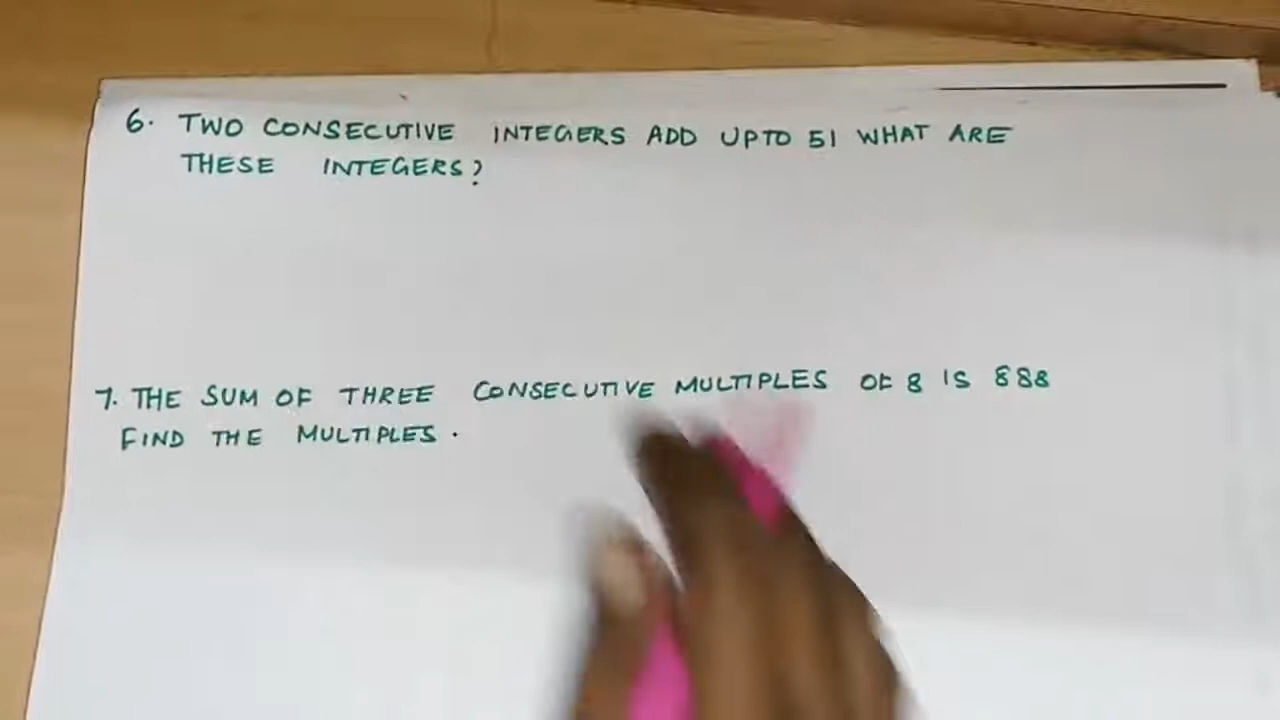 6. TWO CONSECUTIVE INTEGERS ADD UPTO 51 WHAT ARE
THESE INTEGERS?
7. THE SUM OF THREE CONSECUTIVE MULTIPLES OF 8 IS 888
FIND THE MULTIPLES.